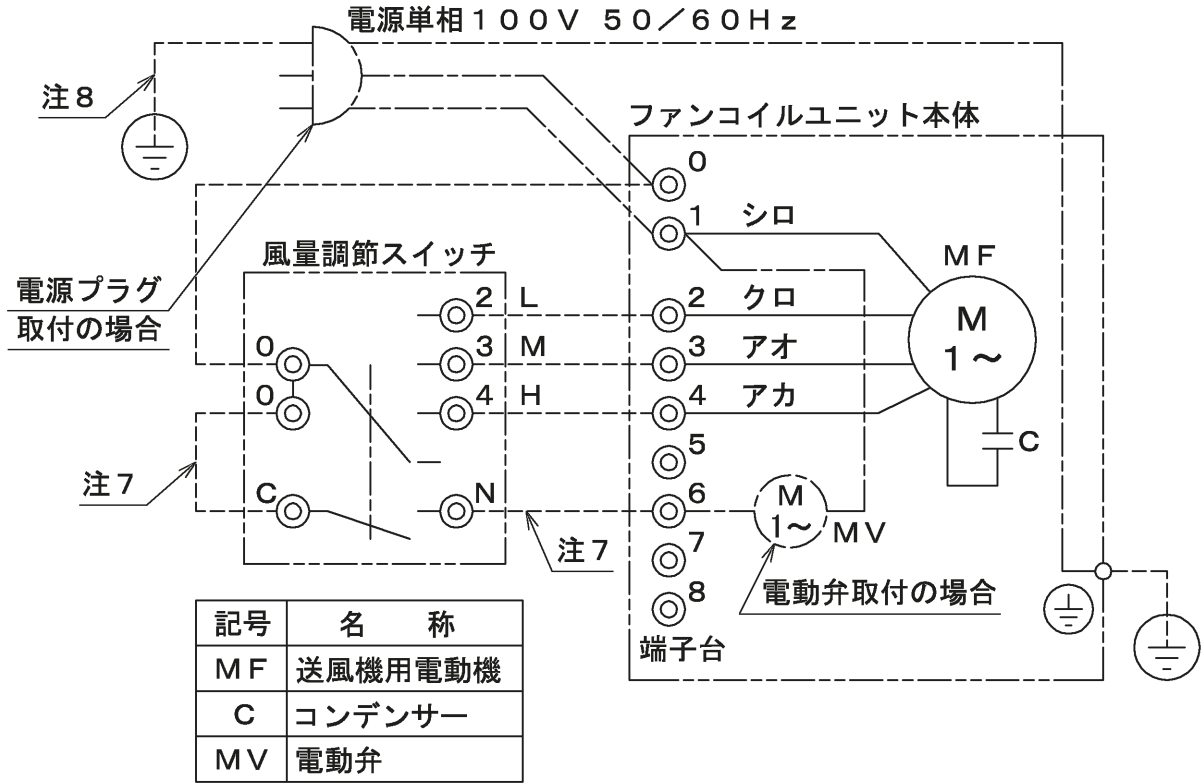 電源単相１００Ｖ ５０／６０Ｈｚ
注８
ファンコイルユニット本体
0
1 シロ
ＭＦ
風量調節スイッチ
電源プラグ
取付の場合
2 L
2 クロ
M
1～
0
3 M
3 アオ
0
4 H
4 アカ
C
5
注７
C
N
6
M
1～
ＭＶ
注７
7
電動弁取付の場合
8
端子台
記号 名 称
ＭＦ 送風機用電動機
C コンデンサー
ＭＶ 電動弁